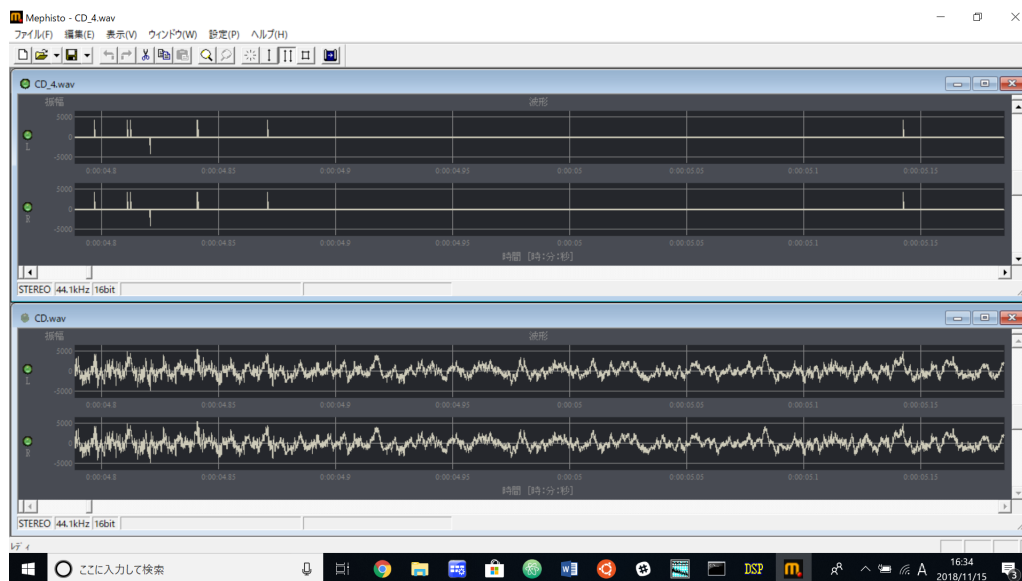 Mephisto - CD_4.wav
ファイル(F) 編集(E) 表示(V) ウィンドウ(W) 設定(P) ヘルプ(H)
CD_4.wav
振幅 波形
5000
0
-5000
L
0:00:04.8 0:00:04.85 0:00:04.9 0:00:04.95 0:00:05 0:00:05.05 0:00:05.1 0:00:05.15
5000
0
-5000
R
0:00:04.8 0:00:04.85 0:00:04.9 0:00:04.95 0:00:05 0:00:05.05 0:00:05.1 0:00:05.15
時間 [時:分:秒]
STEREO 44.1kHz 16bit
CD.wav
振幅 波形
5000
0
-5000
L
0:00:04.8 0:00:04.85 0:00:04.9 0:00:04.95 0:00:05 0:00:05.05 0:00:05.1 0:00:05.15
5000
0
-5000
R
0:00:04.8 0:00:04.85 0:00:04.9 0:00:04.95 0:00:05 0:00:05.05 0:00:05.1 0:00:05.15
時間 [時:分:秒]
STEREO 44.1kHz 16bit
レディ
ここに入力して検索
DSP
A
16:34
2018/11/15